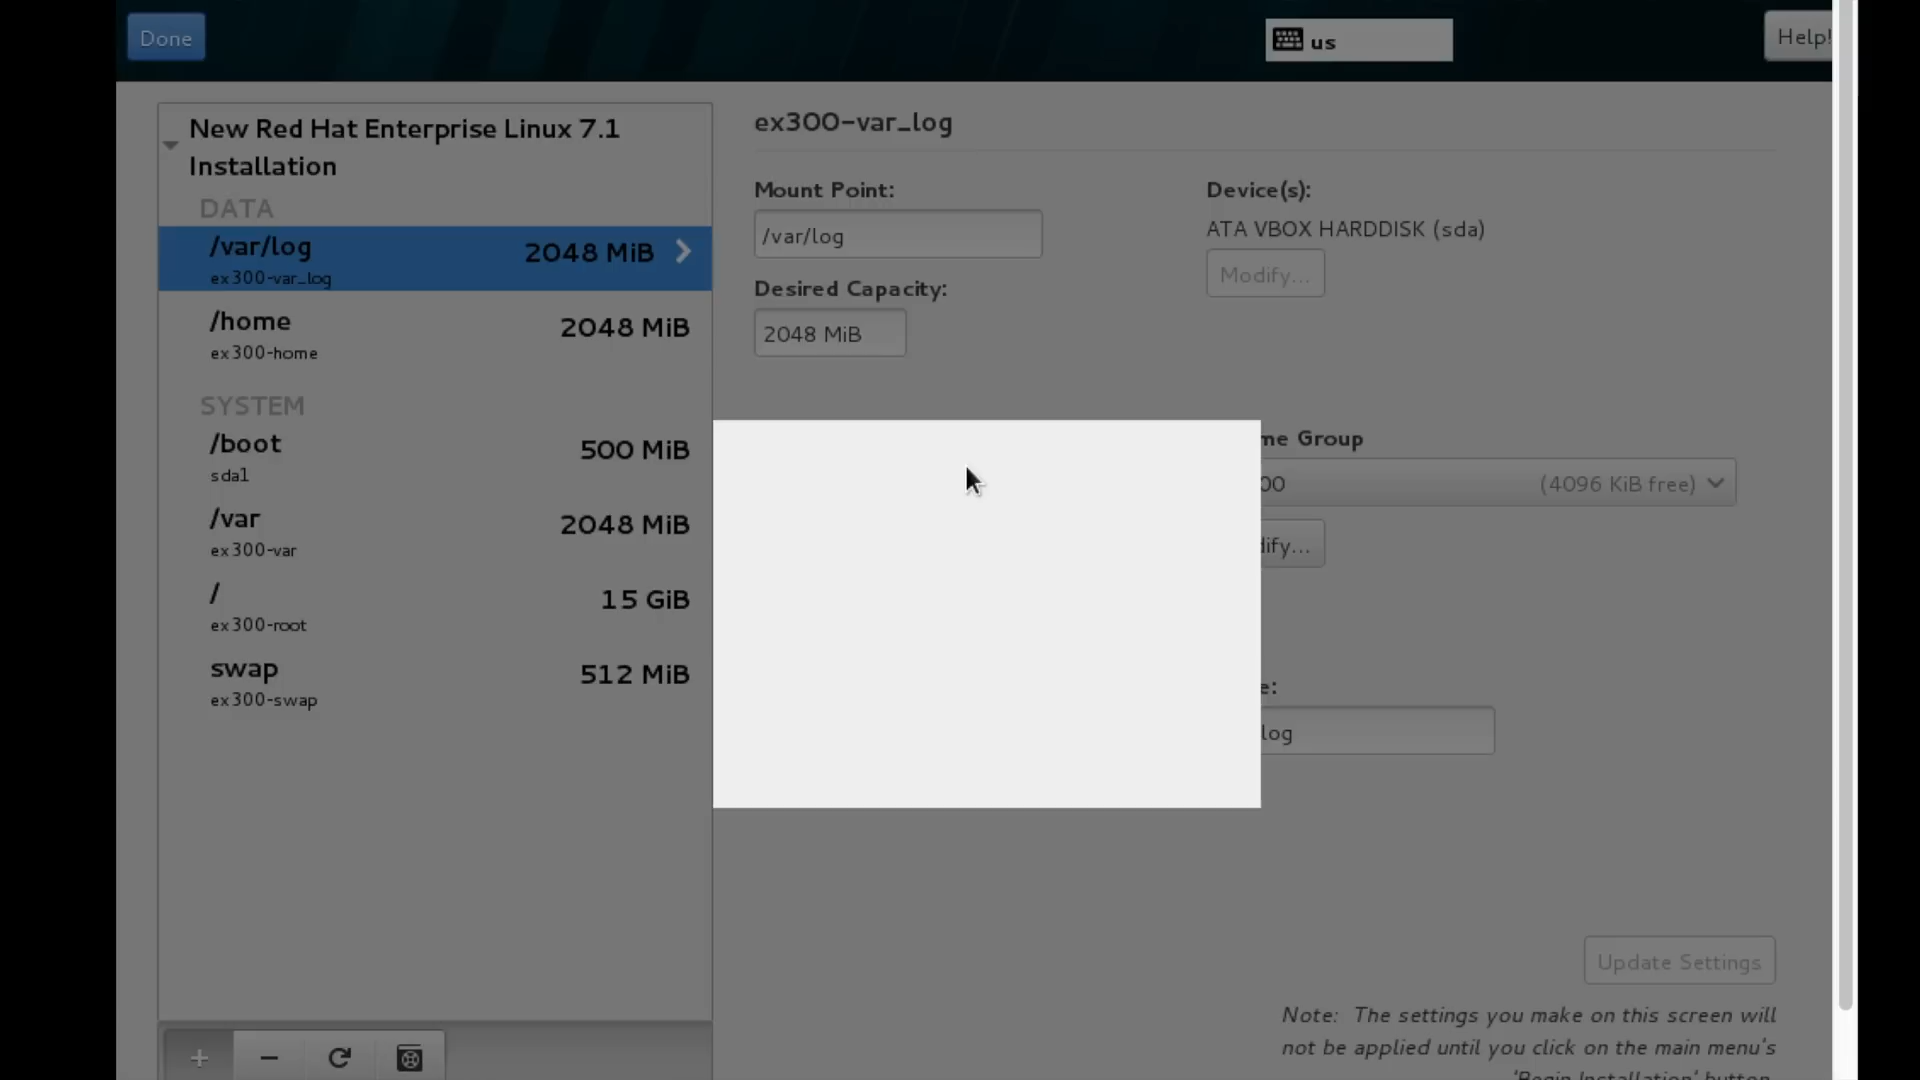 Done
us
Help!
New Red Hat Enterprise Linux 7.1
Installation
DATA
/var/log
2048 MiB
ex300-var_log
/home
2048 MiB
ex300-home
SYSTEM
/boot
500 MiB
sda1
/var
2048 MiB
ex300-var
/
15 GiB
ex300-root
swap
512 MiB
ex300-swap
ex300-var_log
Mount Point:
/var/log
Desired Capacity:
2048 MiB
Device(s):
ATA VBOX HARDDISK (sda)
Modify...
me Group
00
(4096 KiB free)
dify...
e:
log
Update Settings
Note: The settings you make on this screen will
not be applied until you click on the main menu's
'Begin Installation' button.